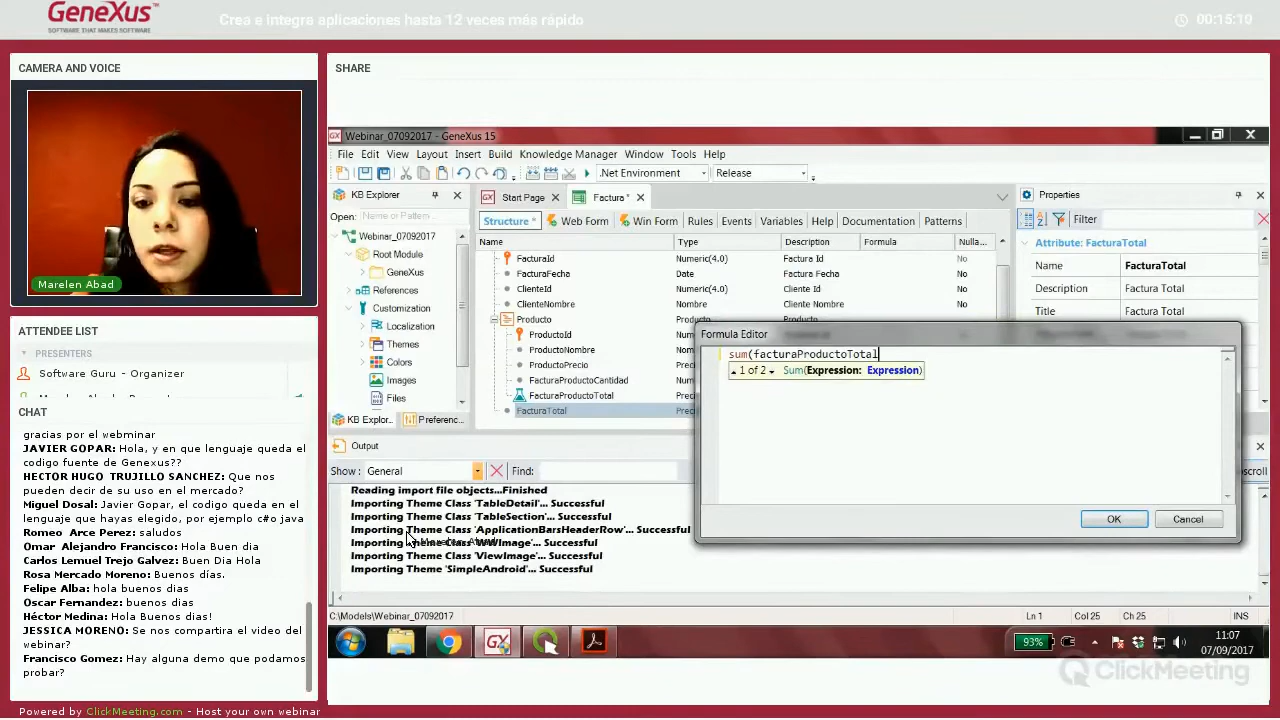 GeneXus™
SOFTWARE THAT MAKES SOFTWARE
Crea e integra aplicaciones hasta 12 veces más rápido
00:15:10
CAMERA AND VOICE
Marelen Abad
ATTENDEE LIST
PRESENTERS
Software Guru - Organizer
CHAT
gracias por el webminar
JAVIER GOPAR: Hola, y en que lenguaje queda el
codigo fuente de Genexus??
HECTOR HUGO TRUJILLO SANCHEZ: Que nos
pueden decir de su uso en el mercado?
Miguel Dosal: Javier Gopar, el codigo queda en el
lenguaje que hayas elegido, por ejemplo c#o java
Romeo Arce Perez: saludos
Omar Alejandro Francisco: Hola Buen dia
Carlos Lemuel Trejo Galvez: Buen Dia Hola
Rosa Mercado Moreno: Buenos días.
Felipe Alba: hola buenos dias
Oscar Fernandez: buenos dias
Héctor Medina: Hola Buenos dias!
JESSICA MORENO: Se nos compartira el video del
webinar?
Francisco Gomez: Hay alguna demo que podamos
probar?
Powered by ClickMeeting.com - Host your own webinar
SHARE
Webinar_07092017 - GeneXus 15
File Edit View Layout Insert Build Knowledge Manager Window Tools Help
.Net Environment
Release
KB Explorer
Open: Name or Pattern
Webinar_07092017
Root Module
GeneXus
References
Customization
Localization
Themes
Colors
Images
Files
KB Explor...
Preferenc...
Start Page
Factura *
Structure * Web Form Win Form Rules Events Variables Help Documentation Patterns
Name Type Description Formula Nulla...
FacturaId Numeric(4.0) Factura Id No
FacturaFecha Date Factura Fecha No
ClienteId Numeric(4.0) Cliente Id No
ClienteNombre Nombre Cliente Nombre No
Producto Producto
ProductoId
ProductoNombre
ProductoPrecio
FacturaProductoCantidad
FacturaProductoTotal
FacturaTotal
Properties
Filter
Attribute: FacturaTotal
Name FacturaTotal
Description Factura Total
Title Factura Total
Formula Editor
sum(facturaProductoTotal
1 of 2 Sum(Expression: Expression)
OK
Cancel
Output
Show: General
Find:
Reading import file objects...Finished
Importing Theme Class 'TableDetail'... Successful
Importing Theme Class 'TableSection'... Successful
Importing Theme Class 'ApplicationBarsHeaderRow'... Successful
Importing Theme Class 'UnImage'... Successful
Importing Theme Class 'ViewImage'... Successful
Importing Theme 'SimpleAndroid'... Successful
C:\Models\Webinar_07092017
Ln 1 Col 25 Ch 25 INS
93%
11:07
07/09/2017
ClickMeeting